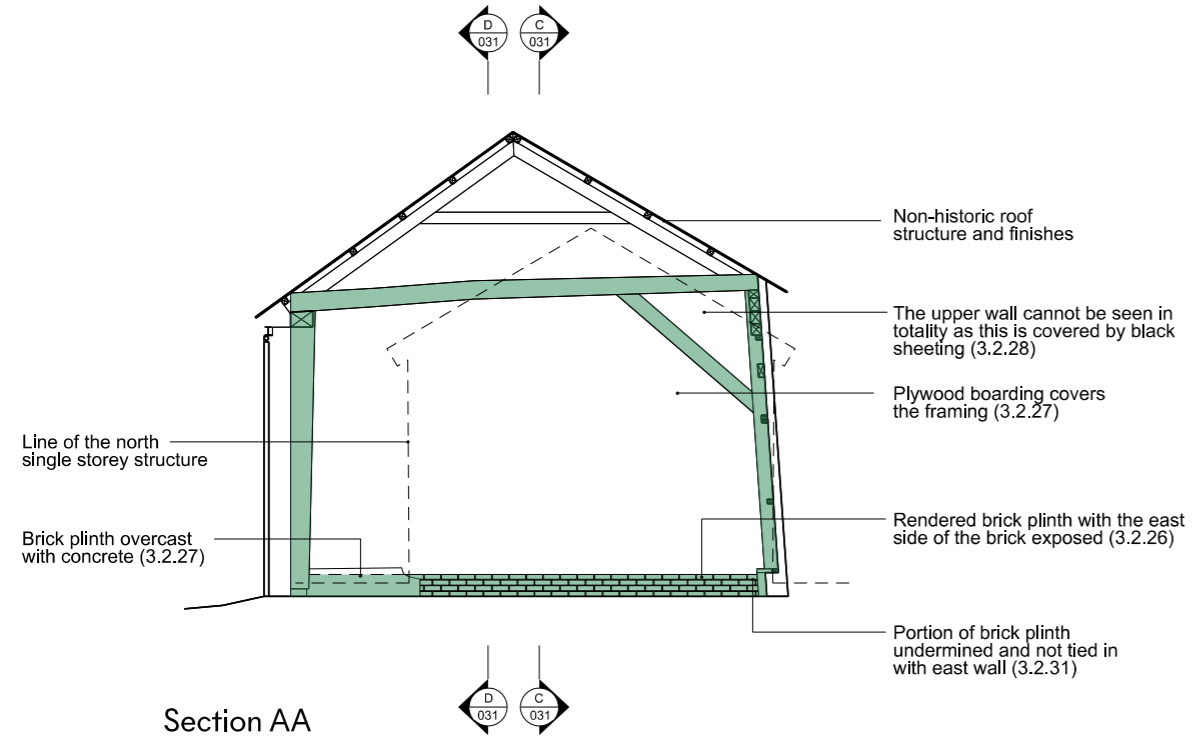 D
031
C
031
Non-historic roof
structure and finishes
The upper wall cannot be seen in
totality as this is covered by black
sheeting (3.2.28)
Plywood boarding covers
the framing (3.2.27)
Line of the north
single storey structure
Rendered brick plinth with the east
side of the brick exposed (3.2.26)
Brick plinth overcast
with concrete (3.2.27)
Portion of brick plinth
undermined and not tied in
with east wall (3.2.31)
D
031
C
031
Section AA